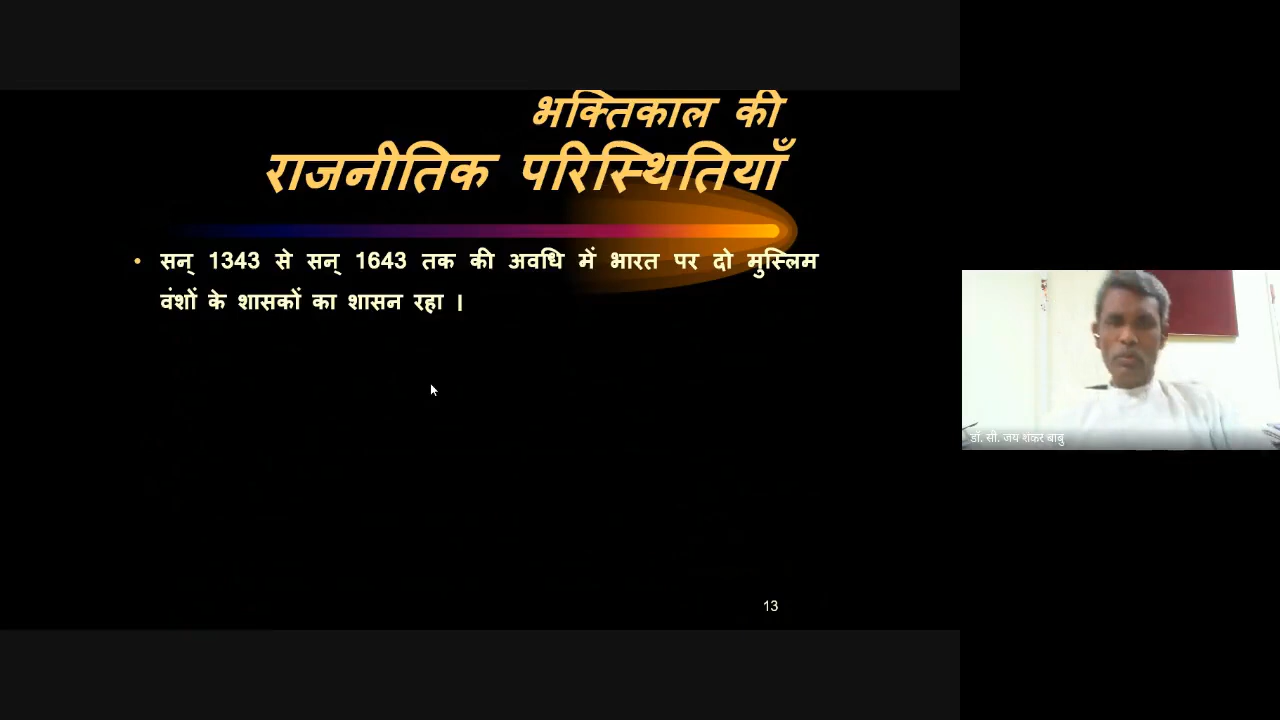 भक्तिकाल की
राजनीतिक परिस्थितियाँ
• सन् 1343 से सन् 1643 तक की अवधि में भारत पर दो मुस्लिम
वंशों के शासकों का शासन रहा ।
13
डॉ. सी. जय शंकर बाबु